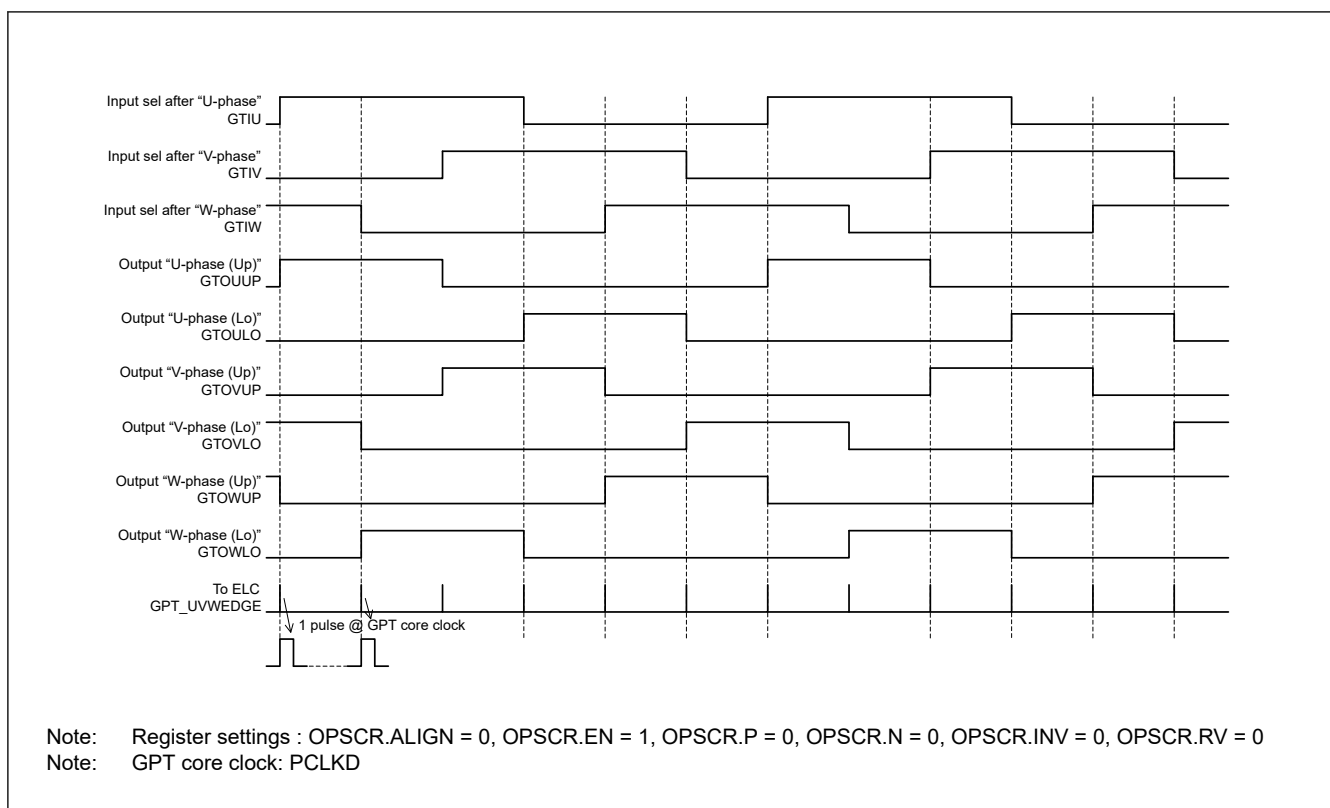 Input sel after “U-phase”
GTIU
Input sel after “V-phase”
GTIV
Input sel after “W-phase”
GTIW
Output “U-phase (Up)”
GTOUUP
Output “U-phase (Lo)”
GTOULO
Output “V-phase (Up)”
GTOVUP
Output “V-phase (Lo)”
GTOVLO
Output “W-phase (Up)”
GTOWUP
Output “W-phase (Lo)”
GTOWLO
To ELC
GPT_UVWEDGE
1 pulse @ GPT core clock
Note: Register settings : OPSCR.ALIGN = 0, OPSCR.EN = 1, OPSCR.P = 0, OPSCR.N = 0, OPSCR.INV = 0, OPSCR.RV = 0
Note: GPT core clock: PCLKD